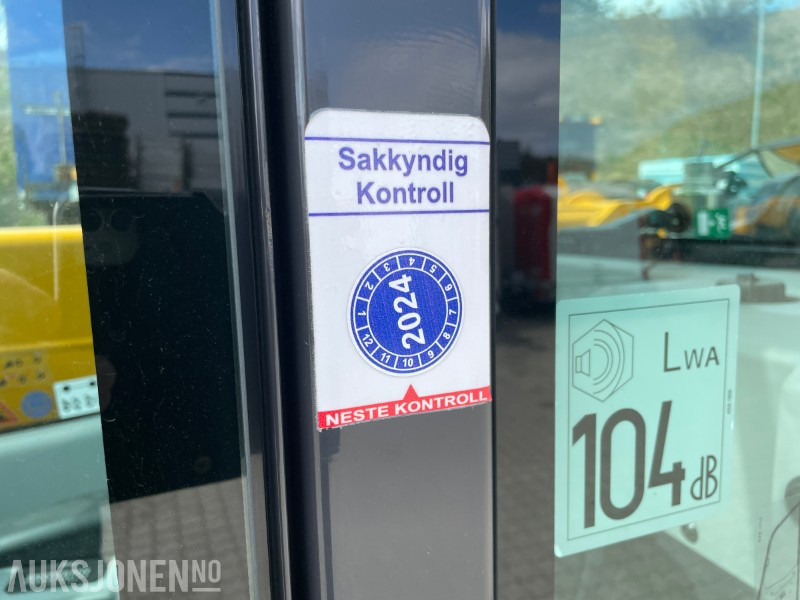 Sakkyndig
Kontroll
1 2 3 4 5 6 7 8 9 10 11 12
2024
NESTE KONTROLL
LWA
104 dB
AUKSJONEN.NO